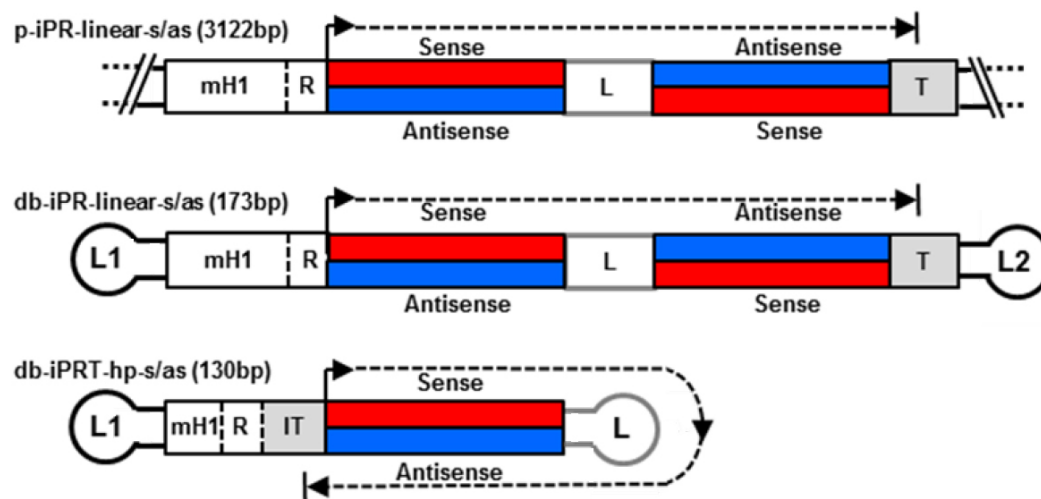 p-iPR-linear-s/as (3122bp)
Sense Antisense
mH1 R L T
Antisense Sense
db-iPR-linear-s/as (173bp)
Sense Antisense
L1 mH1 R L T L2
Antisense Sense
db-iPRT-hp-s/as (130bp)
Sense
L1 mH1 R IT L
Antisense